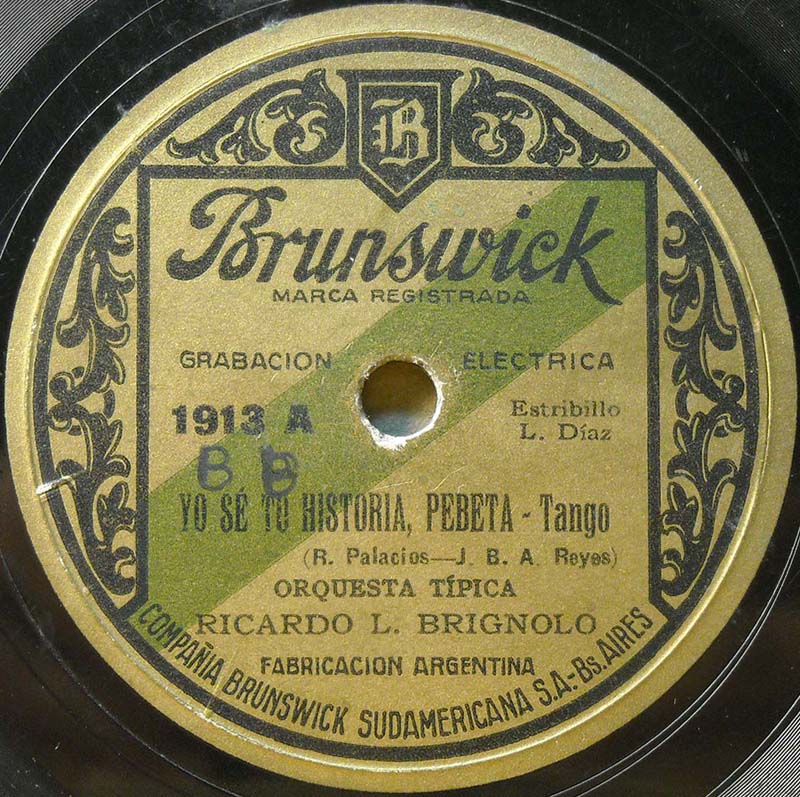 B
Brunswick
MARCA REGISTRADA
GRABACION ELECTRICA
1913 A
Estribillo
L. Díaz
B B
YO SÉ TU HISTORIA, PEBETA - Tango
(R. Palacios—J. B. A. Reyes)
ORQUESTA TÍPICA
RICARDO L. BRIGNOLO
FABRICACION ARGENTINA
COMPAÑIA BRUNSWICK SUDAMERICANA S.A.-Bs. AIRES